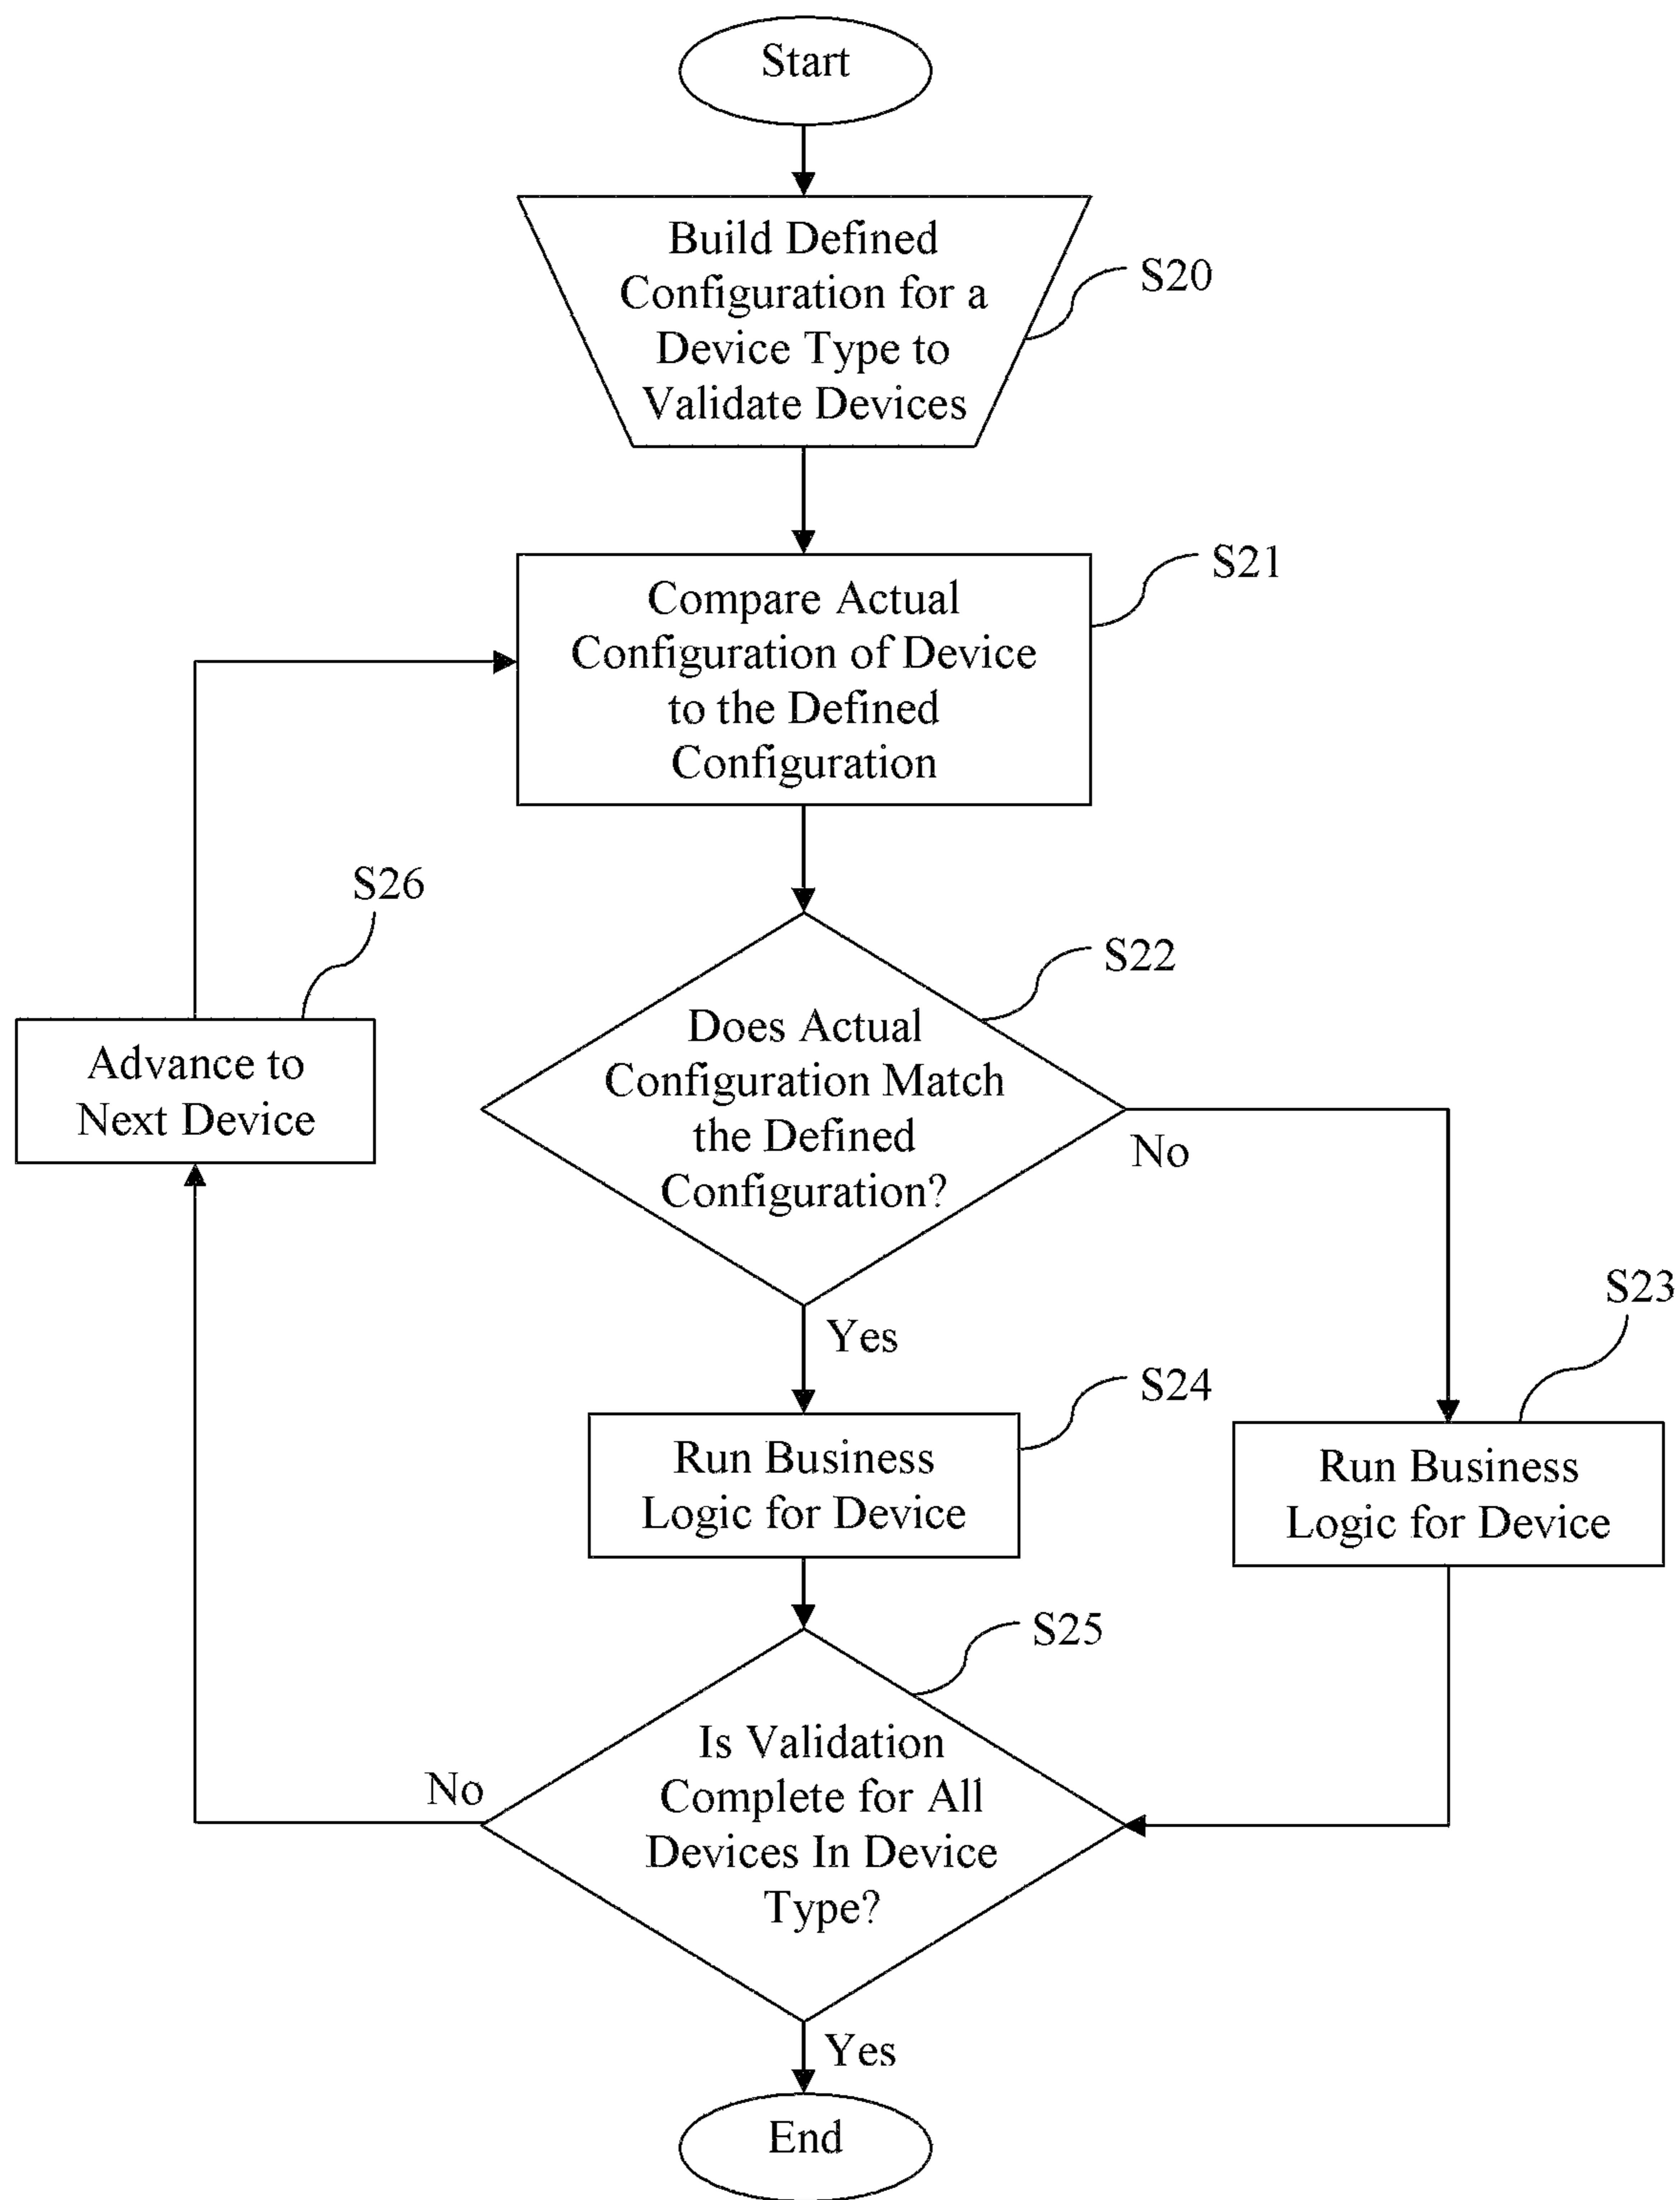 Start
Build Defined
Configuration for a
Device Type to
Validate Devices
S20
Compare Actual
Configuration of Device
to the Defined
Configuration
S21
S26
Advance to
Next Device
S22
Does Actual
Configuration Match
the Defined
Configuration?
No
Yes
S23
S24
Run Business
Logic for Device
Run Business
Logic for Device
S25
Is Validation
Complete for All
Devices In Device
Type?
No
Yes
End